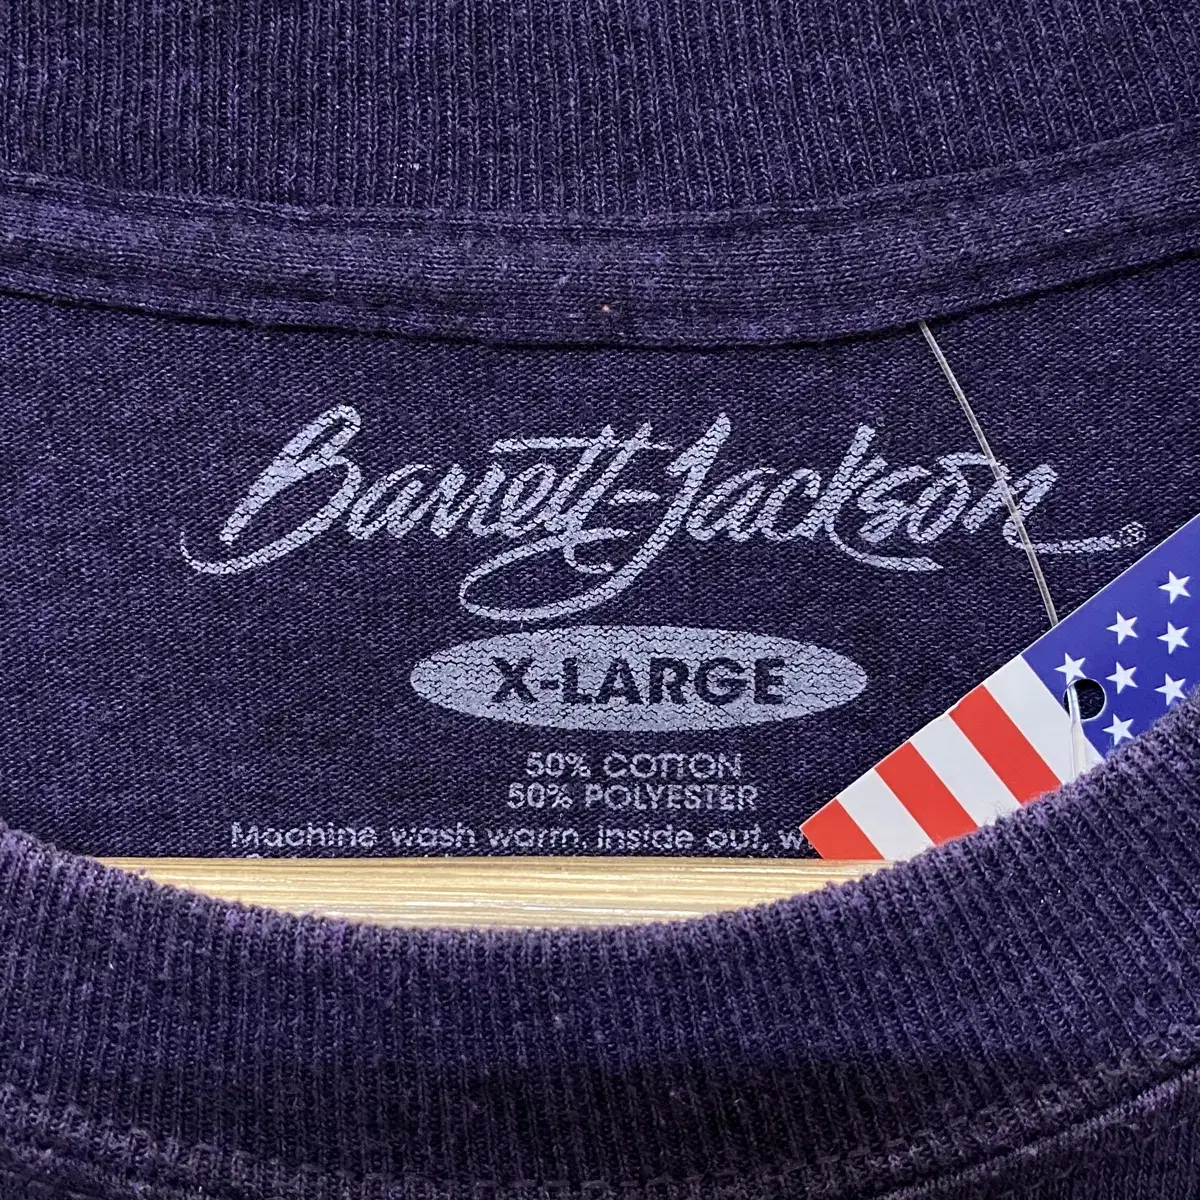 Barrett-Jackson®
X-LARGE
50% COTTON
50% POLYESTER
Machine wash warm, inside out, w